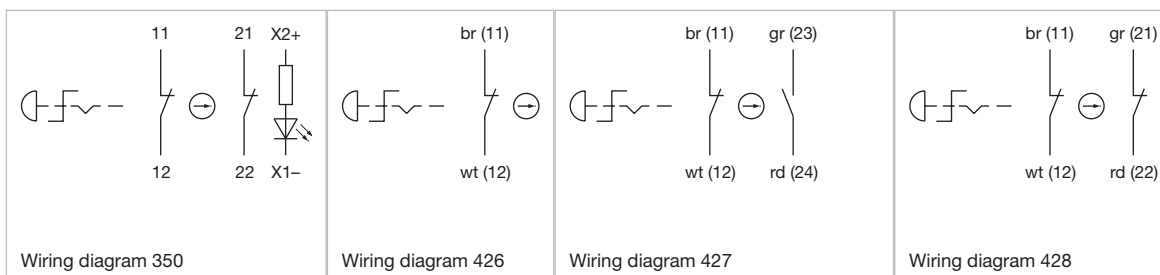 11 21 X2+
12 22 X1–
Wiring diagram 350
br (11)
wt (12)
Wiring diagram 426
br (11) gr (23)
wt (12) rd (24)
Wiring diagram 427
br (11) gr (21)
wt (12) rd (22)
Wiring diagram 428